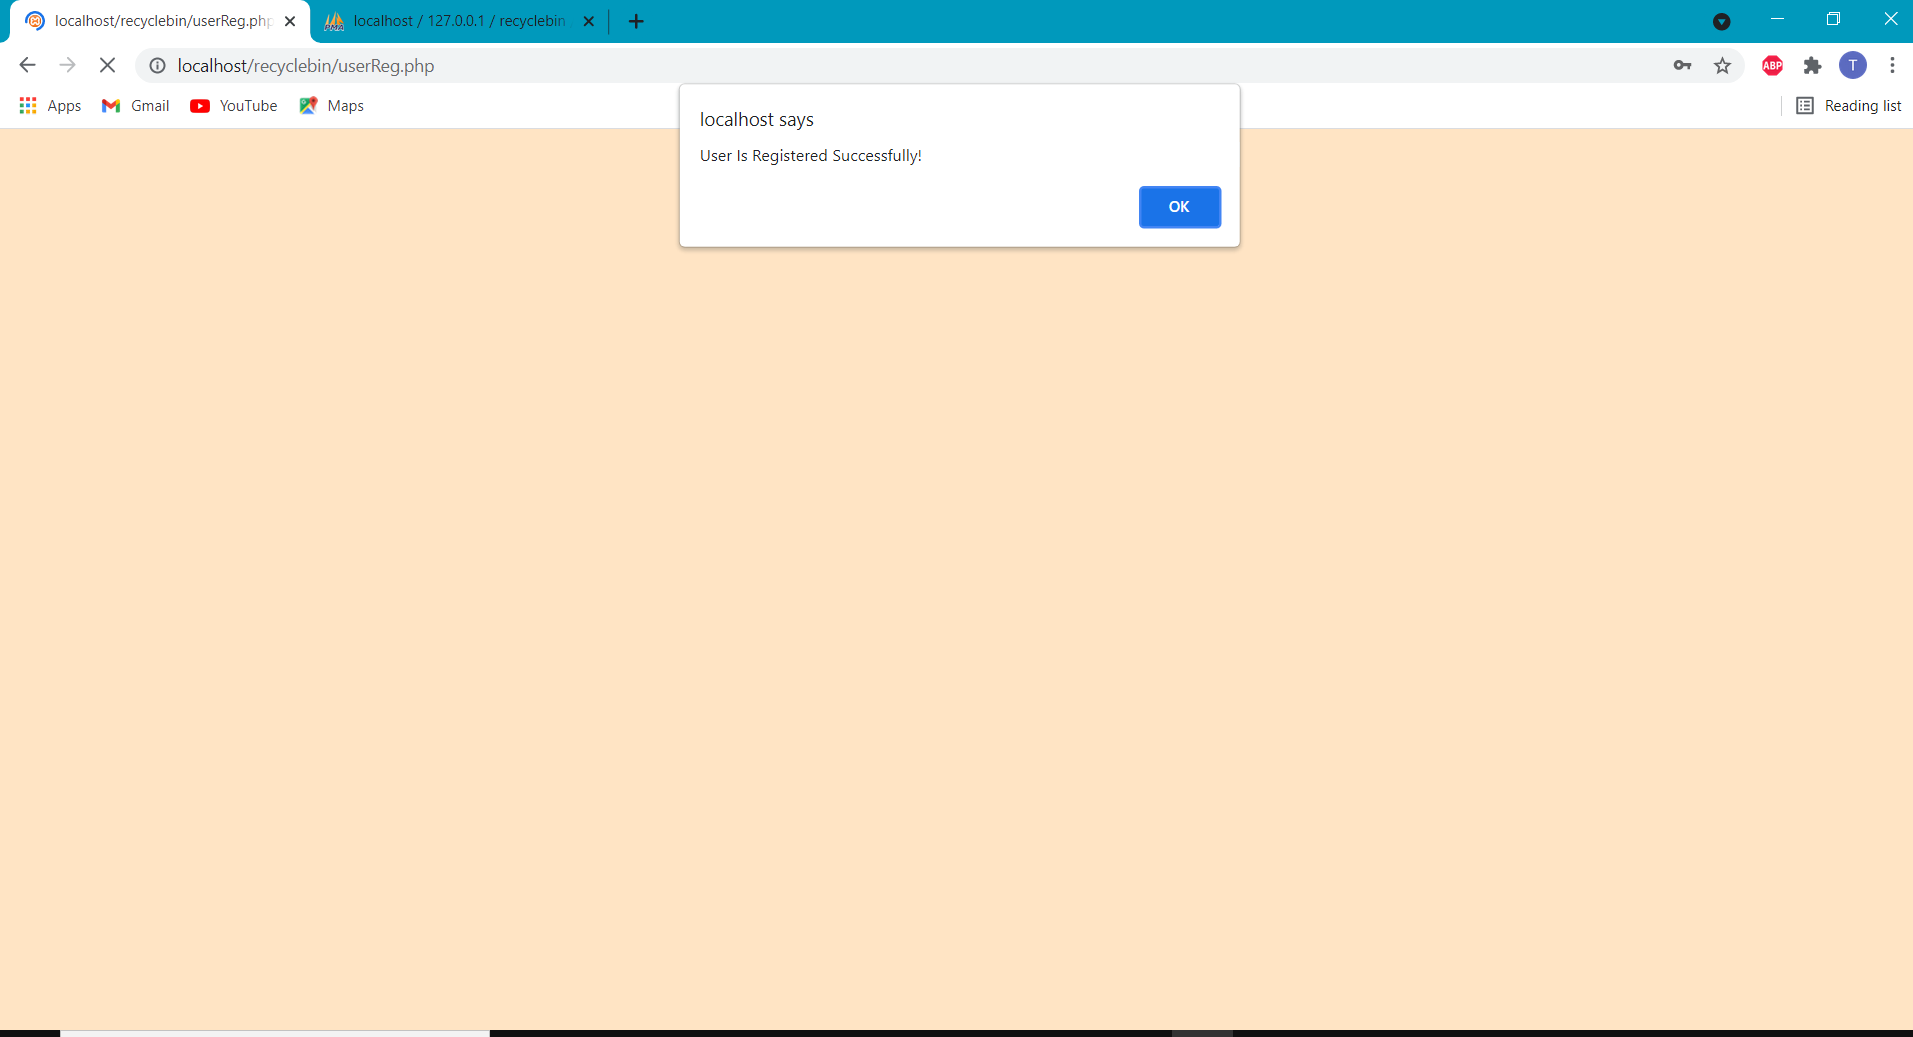 localhost/recyclebin/userReg.php
localhost / 127.0.0.1 / recyclebin
localhost/recyclebin/userReg.php
ABP
T
Apps
Gmail
YouTube
Maps
Reading list
localhost says
User Is Registered Successfully!
OK
PMA